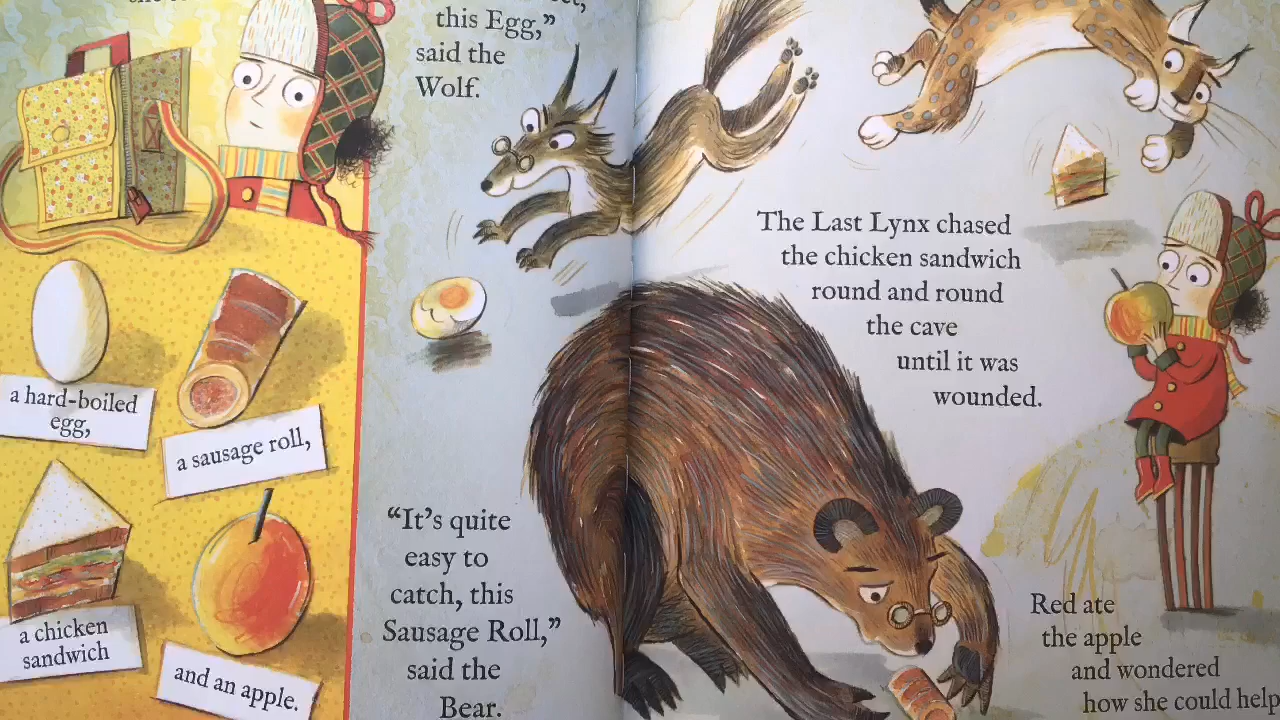 a hard-boiled
egg,
a sausage roll,
a chicken
sandwich
and an apple.
this Egg,”
said the
Wolf.
“It’s quite
easy to
catch, this
Sausage Roll,”
said the
Bear.
The Last Lynx chased
the chicken sandwich
round and round
the cave
until it was
wounded.
Red ate
the apple
and wondered
how she could help